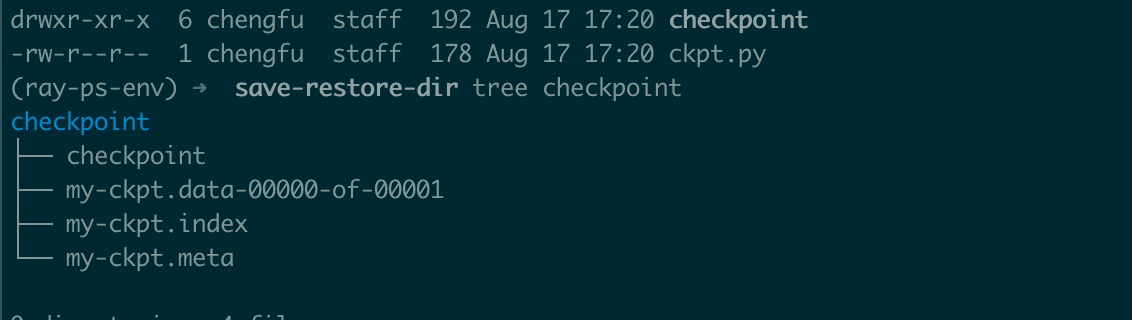 drwxr-xr-x  6 chengfu  staff  192 Aug 17 17:20 checkpoint
-rw-r--r--  1 chengfu  staff  178 Aug 17 17:20 ckpt.py
(ray-ps-env) →  save-restore-dir tree checkpoint
checkpoint
├── checkpoint
├── my-ckpt.data-00000-of-00001
├── my-ckpt.index
└── my-ckpt.meta